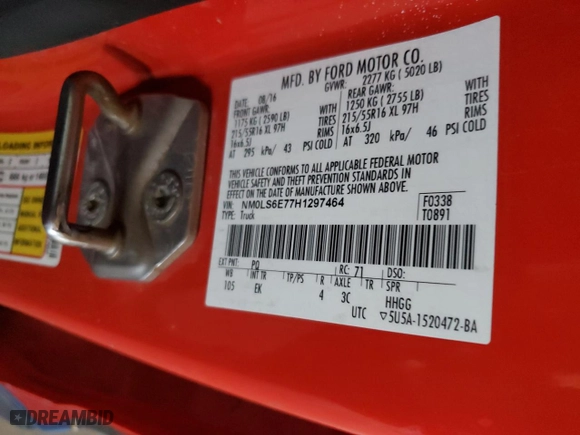 MFD. BY FORD MOTOR CO.
DATE: 08/16 GVWR: 2277 KG ( 5020 LB)
FRONT GAWR: REAR GAWR:
1175 KG ( 2590 LB) WITH 1250 KG ( 2755 LB) WITH
215/55R16 XL 97H TIRES 215/55R16 XL 97H TIRES
16x6.5J RIMS 16x6.5J RIMS
AT 295 kPa/ 43 PSI COLD AT 320 kPa/ 46 PSI COLD
THIS VEHICLE CONFORMS TO ALL APPLICABLE FEDERAL MOTOR
VEHICLE SAFETY AND THEFT PREVENTION STANDARDS IN
EFFECT ON THE DATE OF MANUFACTURE SHOWN ABOVE.
VIN: NM0LS6E77H1297464 F0338
TYPE: Truck T0891
EXT PNT: PQ RC: 71 DSO:
WB INT TR TP/PS R AXLE TR SPR
105 EK 4 3C HHGG
UTC ▽5U5A-1520472-BA
LOADING INFOR
DREAMBID